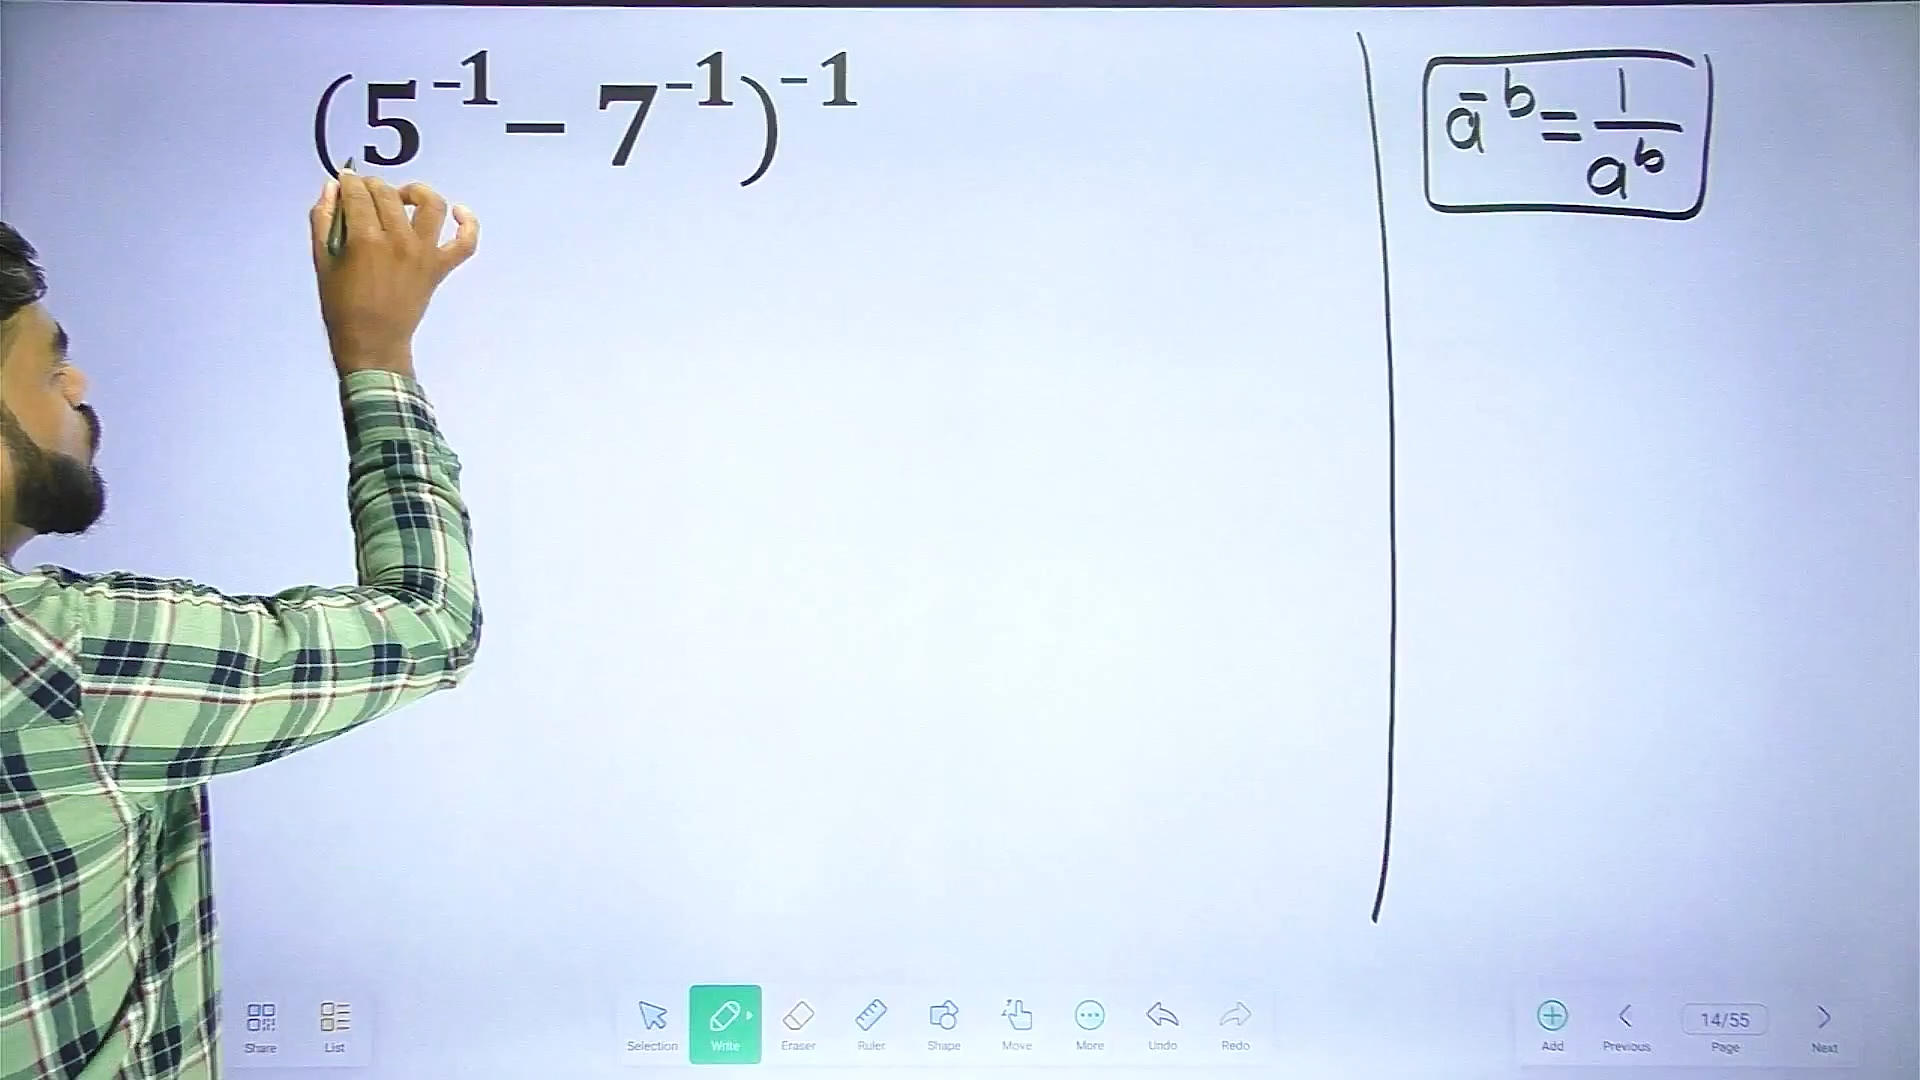 (5⁻¹ – 7⁻¹)⁻¹
a⁻ᵇ = 1/aᵇ
Share List Selection Write Eraser Ruler Shape Move More Undo Redo Add Previous 14/55 Page Next